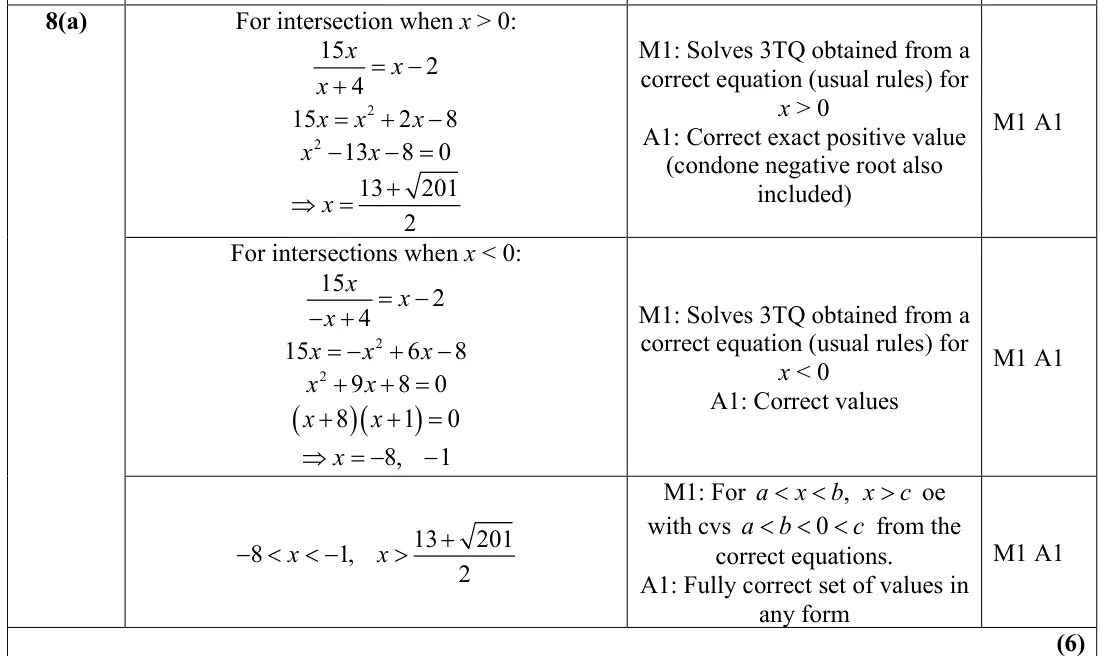 8(a)
For intersection when x > 0:
15x/(x + 4) = x − 2
15x = x² + 2x − 8
x² − 13x − 8 = 0
⇒ x = (13 + √201)/2
M1: Solves 3TQ obtained from a
correct equation (usual rules) for
x > 0
A1: Correct exact positive value
(condone negative root also
included)
M1 A1
For intersections when x < 0:
15x/(−x + 4) = x − 2
15x = −x² + 6x − 8
x² + 9x + 8 = 0
(x + 8)(x + 1) = 0
⇒ x = −8, −1
M1: Solves 3TQ obtained from a
correct equation (usual rules) for
x < 0
A1: Correct values
M1 A1
−8 < x < −1, x > (13 + √201)/2
M1: For a < x < b, x > c oe
with cvs a < b < 0 < c from the
correct equations.
A1: Fully correct set of values in
any form
M1 A1
(6)